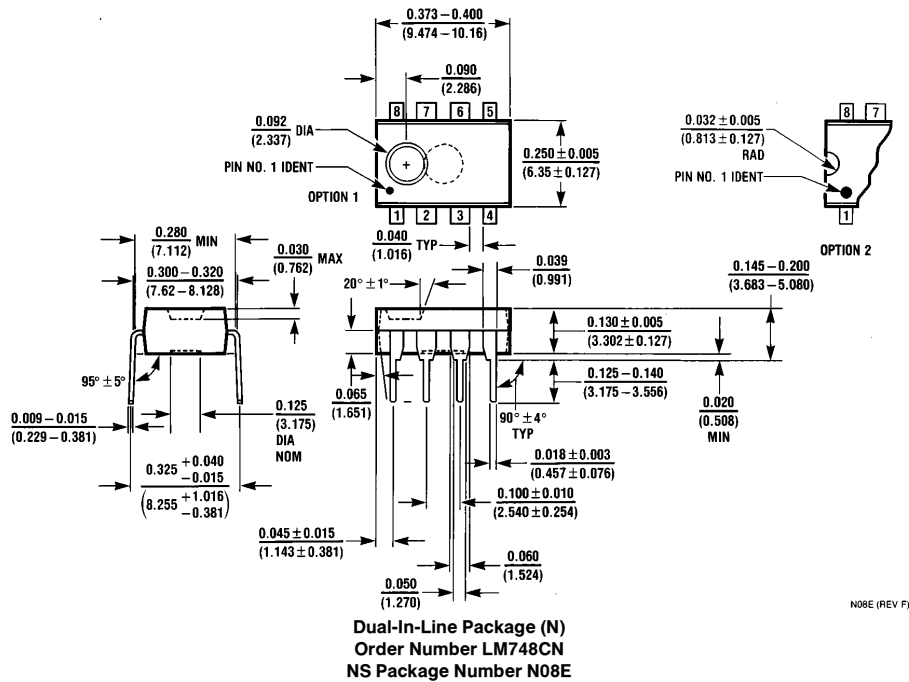 0.373 – 0.400
(9.474 – 10.16)
0.090
(2.286)
8 7 6 5
0.092
(2.337) DIA
PIN NO. 1 IDENT
OPTION 1
0.250 ± 0.005
(6.35 ± 0.127)
1 2 3 4
0.032 ± 0.005
(0.813 ± 0.127)
RAD
PIN NO. 1 IDENT
8 7
1
OPTION 2
0.280
(7.112) MIN
0.300 – 0.320
(7.62 – 8.128)
0.030
(0.762) MAX
0.040
(1.016) TYP
20° ± 1°
0.039
(0.991)
0.145 – 0.200
(3.683 – 5.080)
0.130 ± 0.005
(3.302 ± 0.127)
95° ± 5°
0.009 – 0.015
(0.229 – 0.381)
0.125
(3.175)
DIA
NOM
0.065
(1.651)
0.125 – 0.140
(3.175 – 3.556)
90° ± 4°
TYP
0.020
(0.508)
MIN
0.325 +0.040
–0.015
(8.255 +1.016
–0.381)
0.018 ± 0.003
(0.457 ± 0.076)
0.100 ± 0.010
(2.540 ± 0.254)
0.045 ± 0.015
(1.143 ± 0.381)
0.060
(1.524)
0.050
(1.270)
N08E (REV F)
Dual-In-Line Package (N)
Order Number LM748CN
NS Package Number N08E